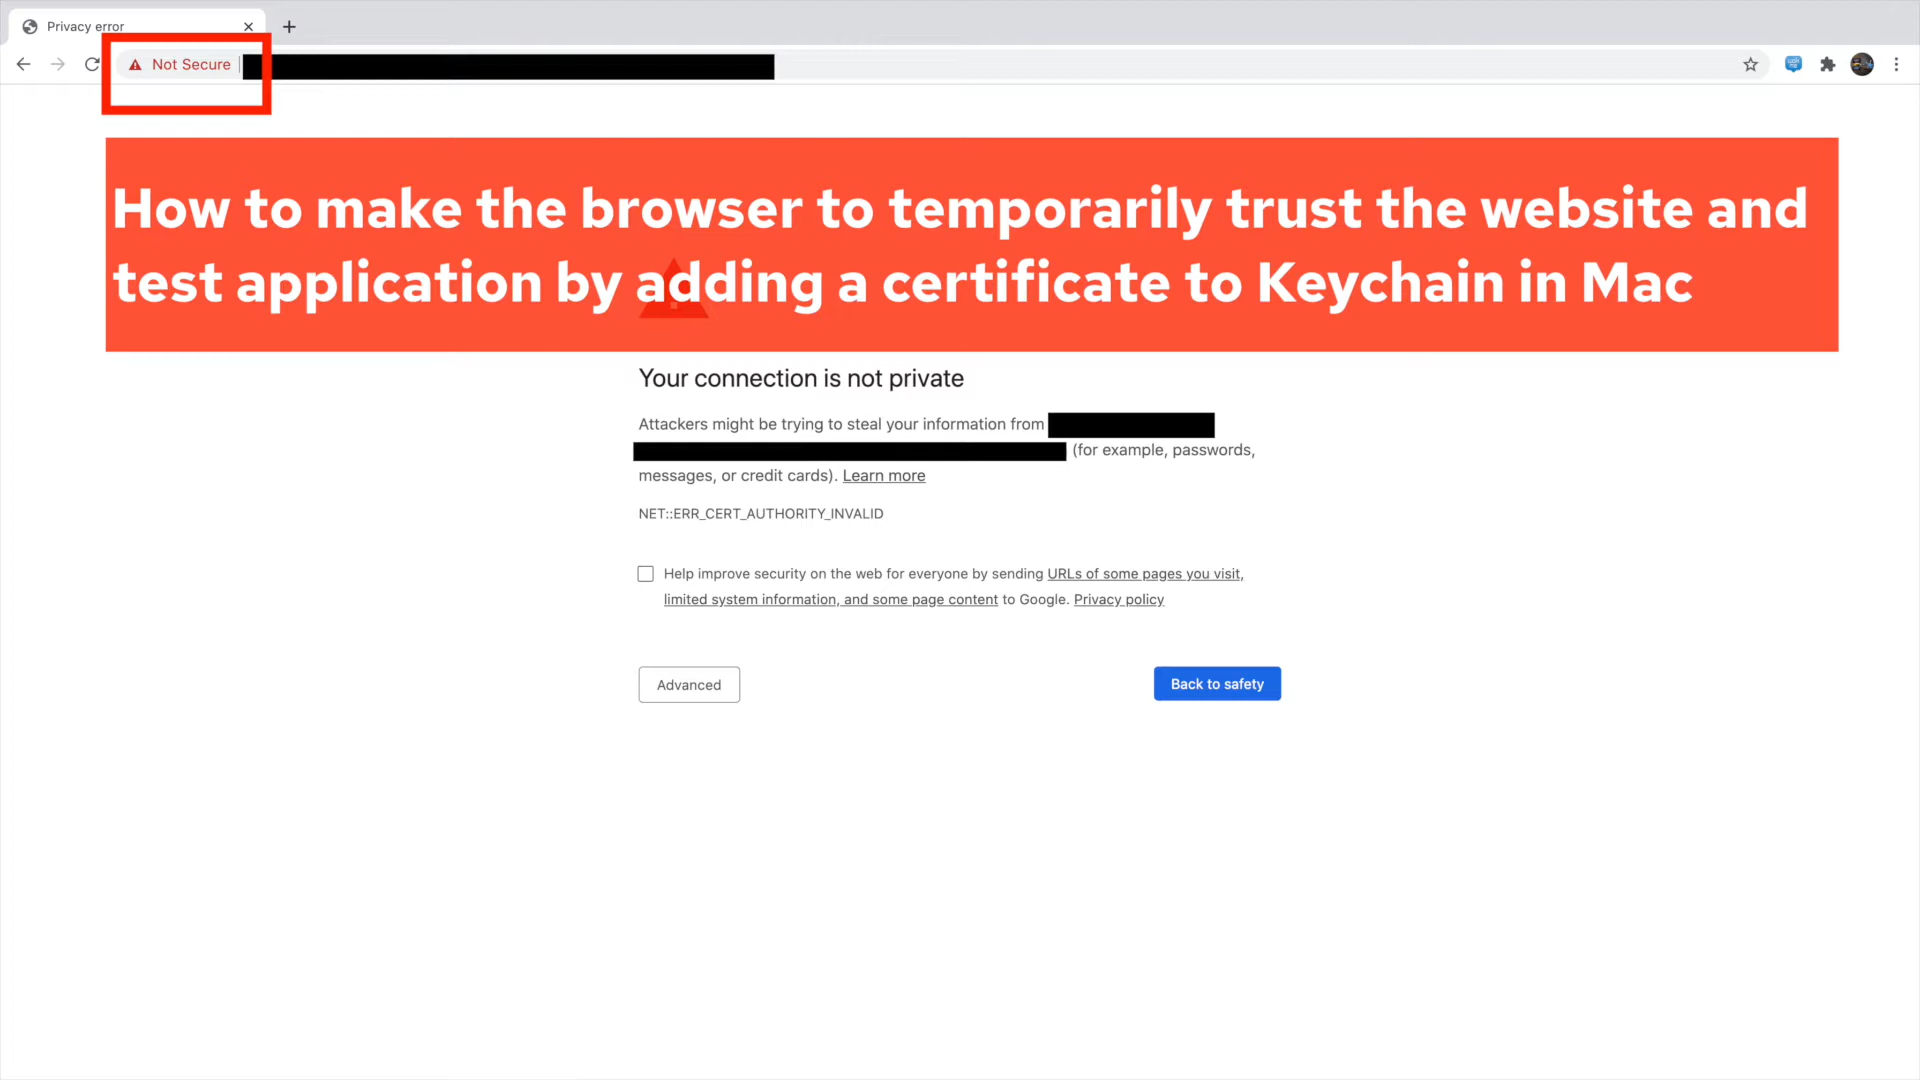 Privacy error
Not Secure
How to make the browser to temporarily trust the website and
test application by adding a certificate to Keychain in Mac
Your connection is not private
Attackers might be trying to steal your information from
(for example, passwords,
messages, or credit cards). Learn more
NET::ERR_CERT_AUTHORITY_INVALID
Help improve security on the web for everyone by sending URLs of some pages you visit,
limited system information, and some page content to Google. Privacy policy
Advanced
Back to safety